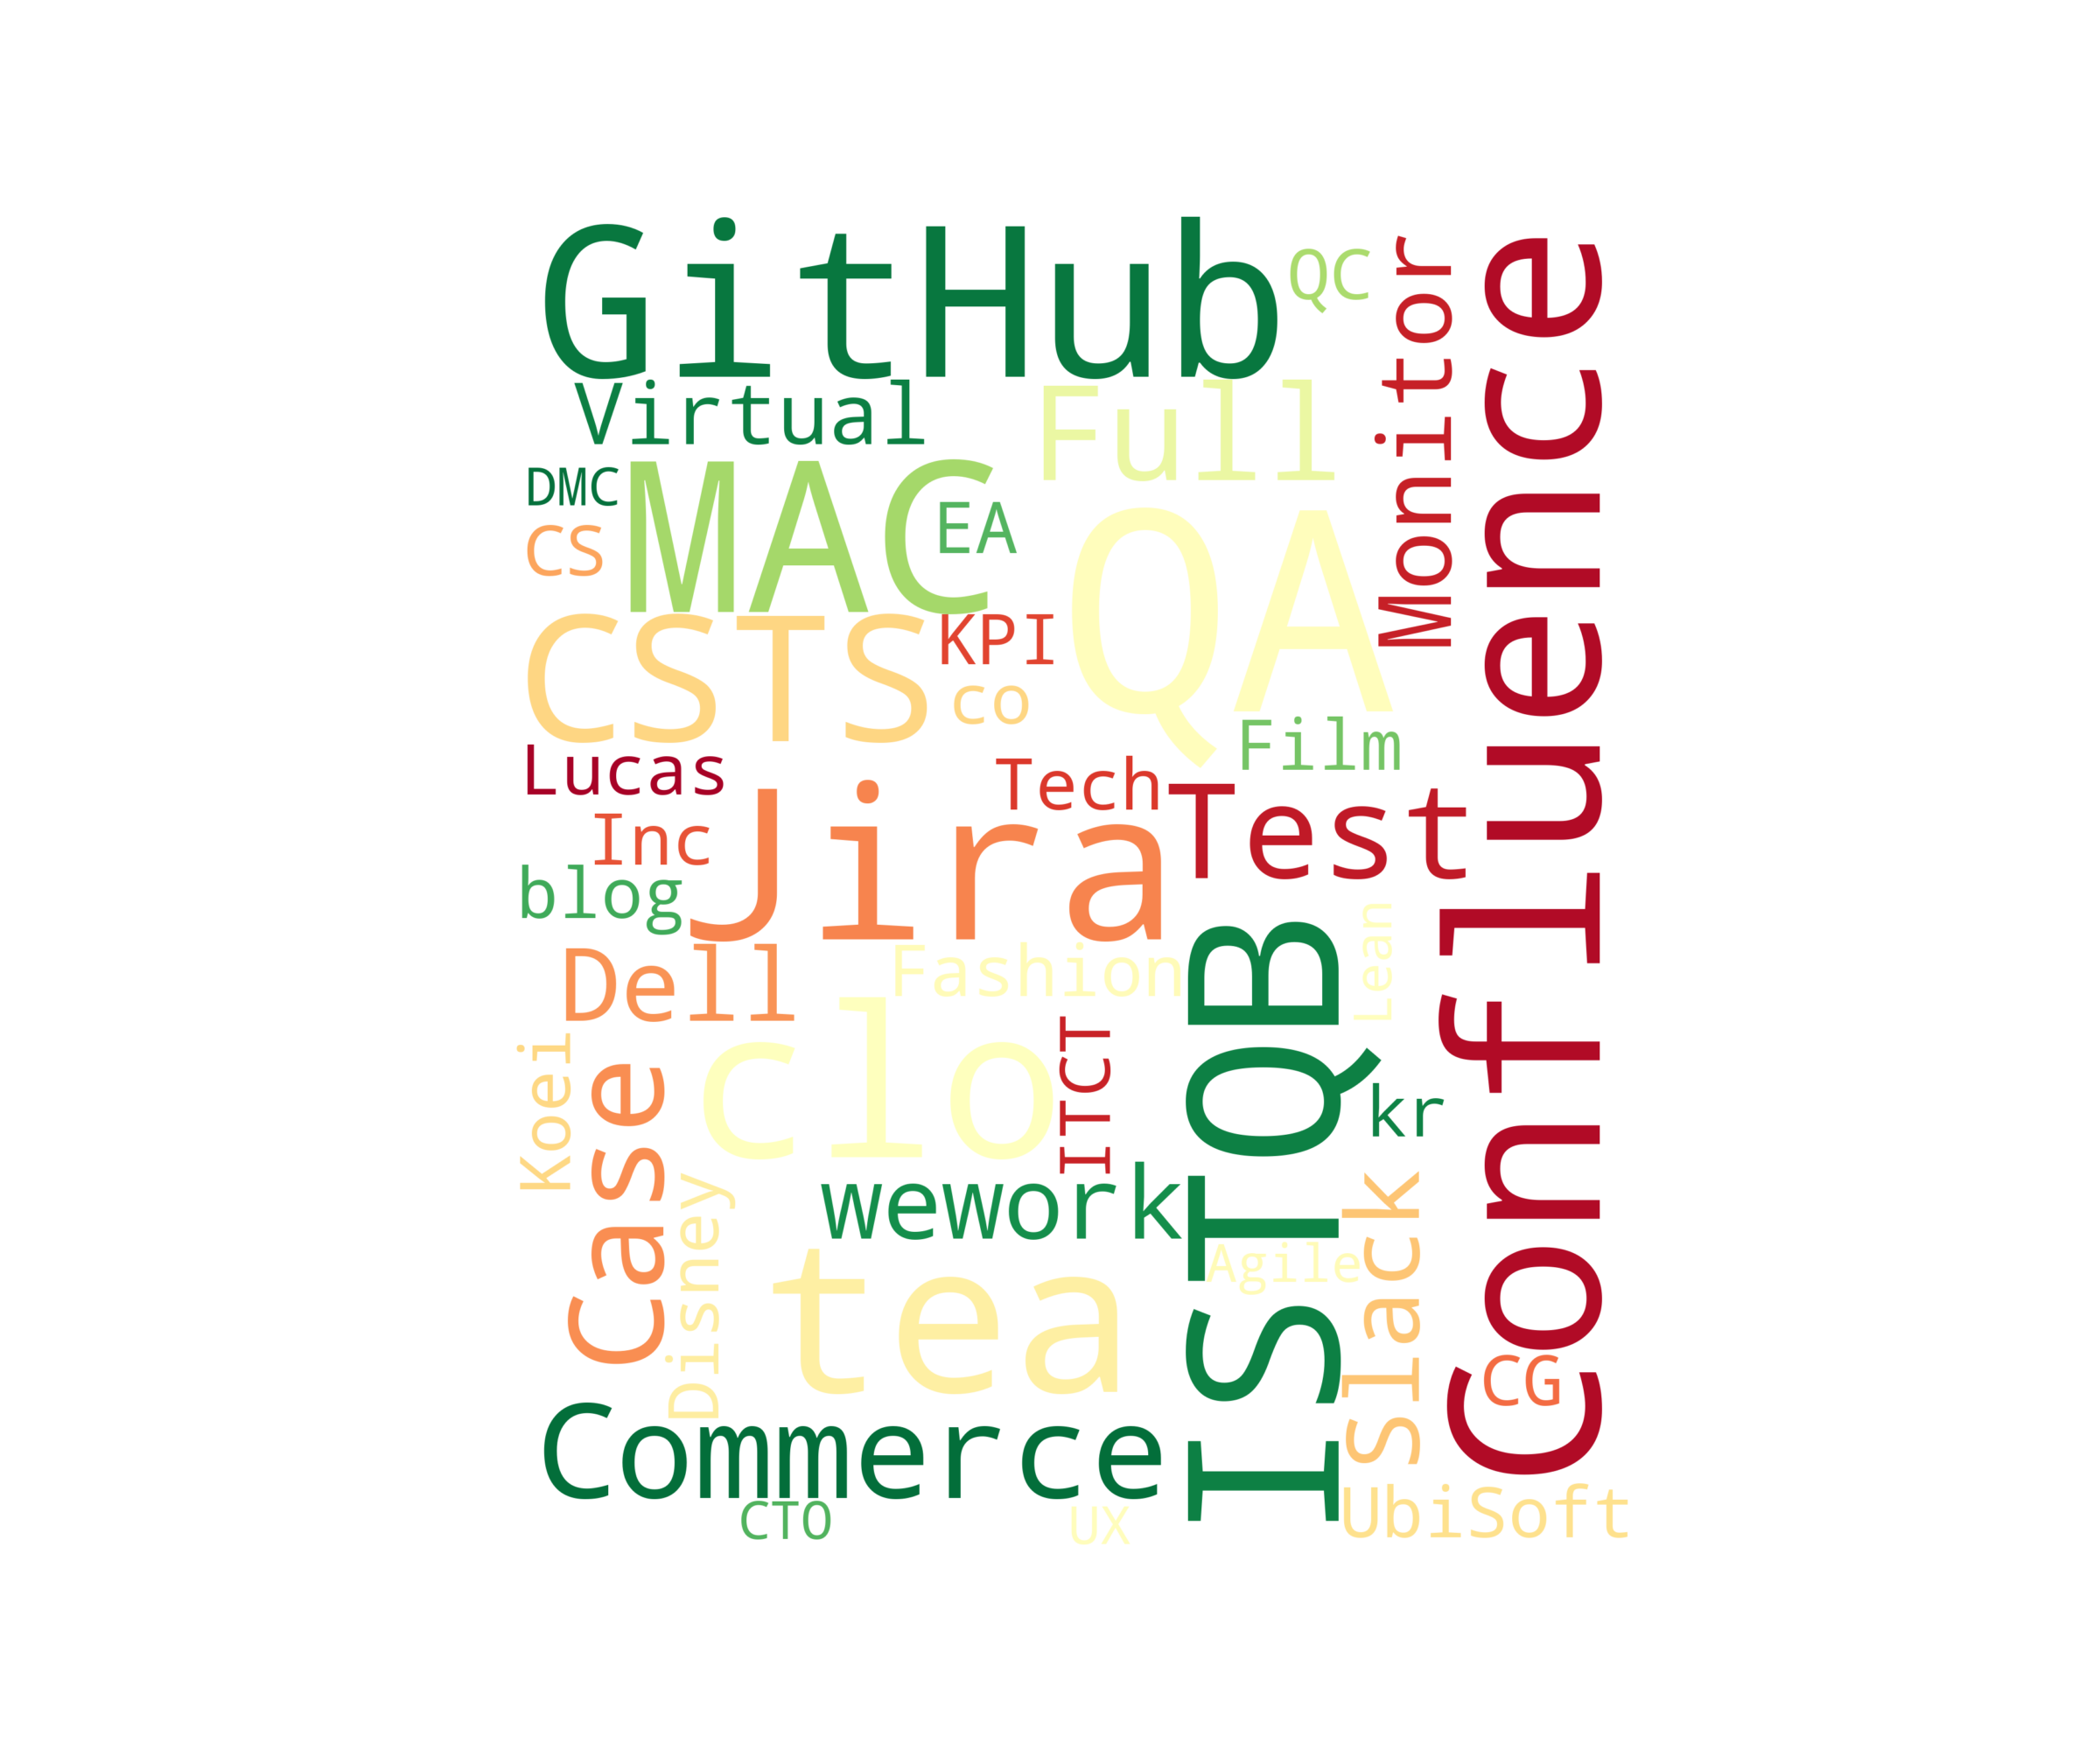 GitHub
QC
Monitor
Confluence
Virtual
Full
DMC
MAC
EA
CS
QA
CSTS
KPI
co
Film
Lucas
Tech
Test
Inc
Jira
blog
Dell
Fashion
ISTQB
Lean
Koei
Case
clo
ITCT
kr
Disney
wework
Slack
Agile
tea
CG
Commerce
CTO
UX
UbiSoft